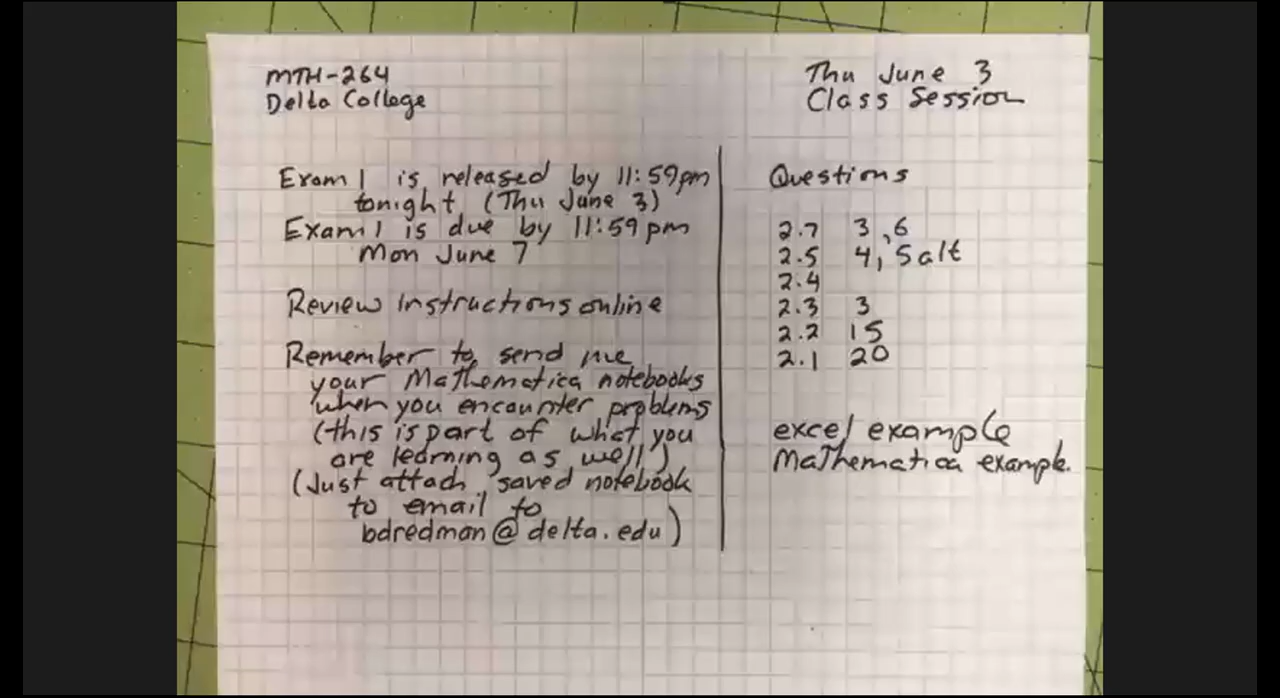 MTH-264
Delta College
Thu June 3
Class Session
Exam 1 is released by 11:59pm
tonight (Thu June 3)
Exam 1 is due by 11:59 pm
Mon June 7
Review instructions online
Remember to send me
your Mathematica notebooks
when you encounter problems
(this is part of what you
are learning as well)
(Just attach saved notebook
to email to
bdredman@delta.edu)
Questions
2.7 3, 6
2.5 4, Salt
2.4
2.3 3
2.2 15
2.1 20
excel example
Mathematica example.